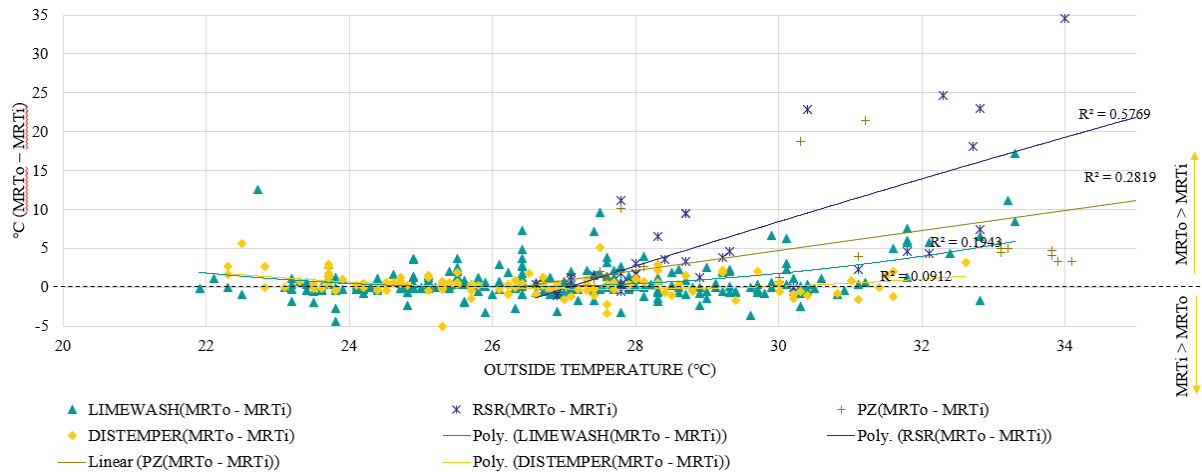 35
30
25
20
15
10
5
0
-5
°C (MRTo – MRTi)
R² = 0.5769
R² = 0.2819
R² = 0.1943
R² = 0.0912
MRTo > MRTi
MRTi > MRTo
20 22 24 26 28 30 32 34
OUTSIDE TEMPERATURE (°C)
LIMEWASH(MRTo - MRTi) RSR(MRTo - MRTi) PZ(MRTo - MRTi)
DISTEMPER(MRTo - MRTi) Poly. (LIMEWASH(MRTo - MRTi)) Poly. (RSR(MRTo - MRTi))
Linear (PZ(MRTo - MRTi)) Poly. (DISTEMPER(MRTo - MRTi))